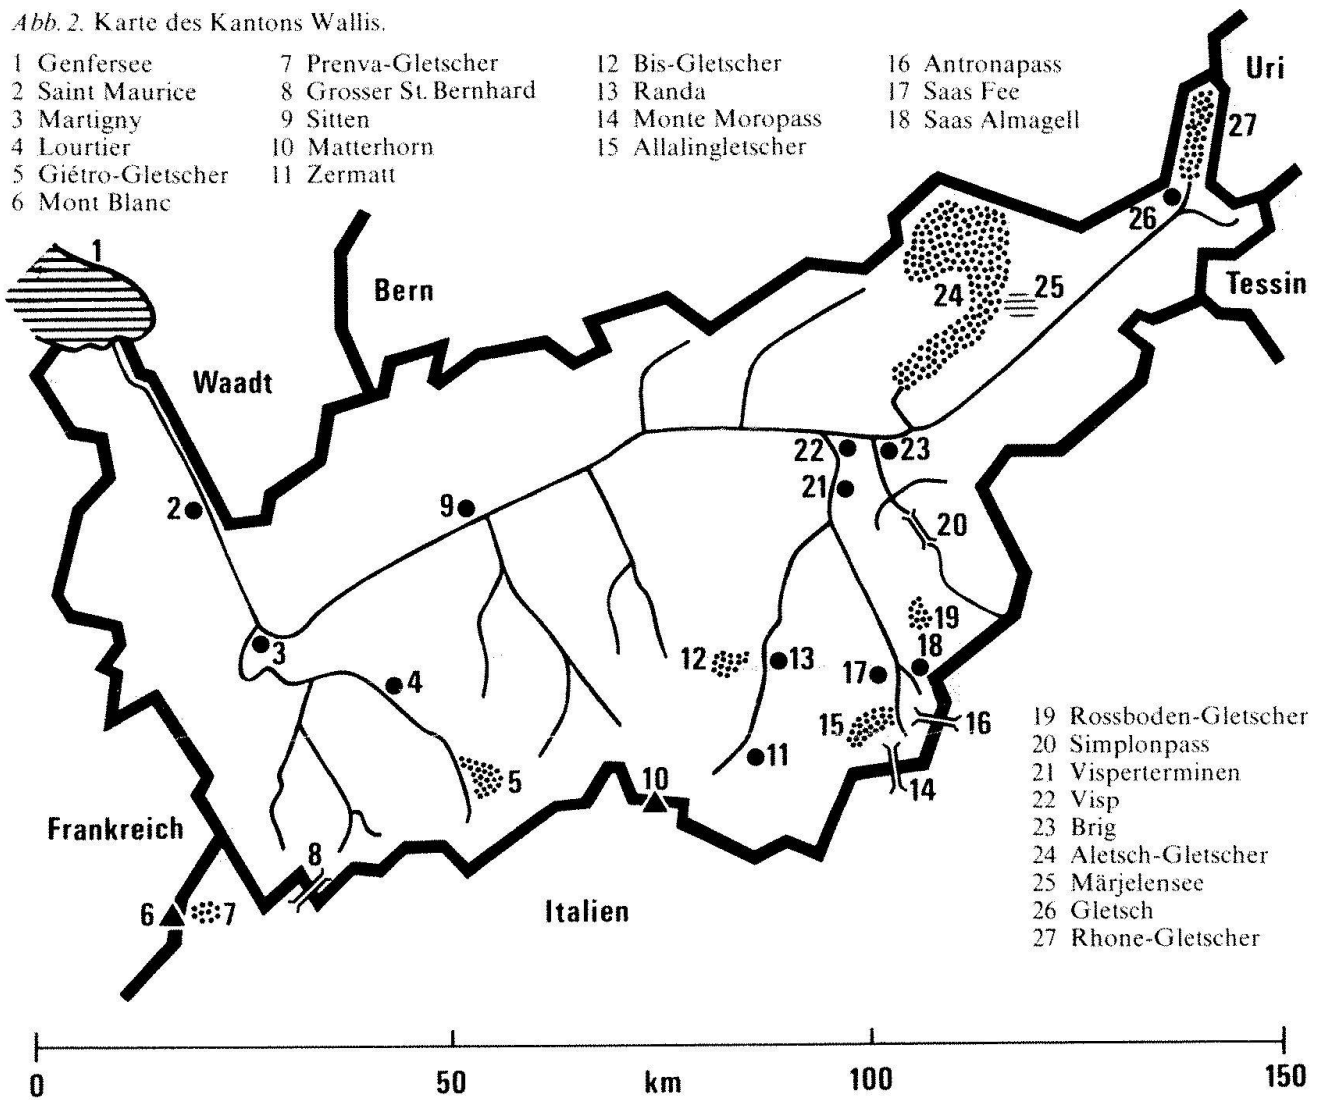 Abb. 2. Karte des Kantons Wallis.
1 Genfersee
2 Saint Maurice
3 Martigny
4 Lourtier
5 Giétro-Gletscher
6 Mont Blanc
7 Prenva-Gletscher
8 Grosser St. Bernhard
9 Sitten
10 Matterhorn
11 Zermatt
12 Bis-Gletscher
13 Randa
14 Monte Moropass
15 Allalingletscher
16 Antronapass
17 Saas Fee
18 Saas Almagell
Uri
27
26
1
Bern
24
25
Tessin
Waadt
22
23
21
2
9
20
19
18
3
12
13
17
4
15
16
11
14
5
10
Frankreich
8
6
7
Italien
19 Rossboden-Gletscher
20 Simplonpass
21 Visperterminen
22 Visp
23 Brig
24 Aletsch-Gletscher
25 Märjelensee
26 Gletsch
27 Rhone-Gletscher
0 50 km 100 150